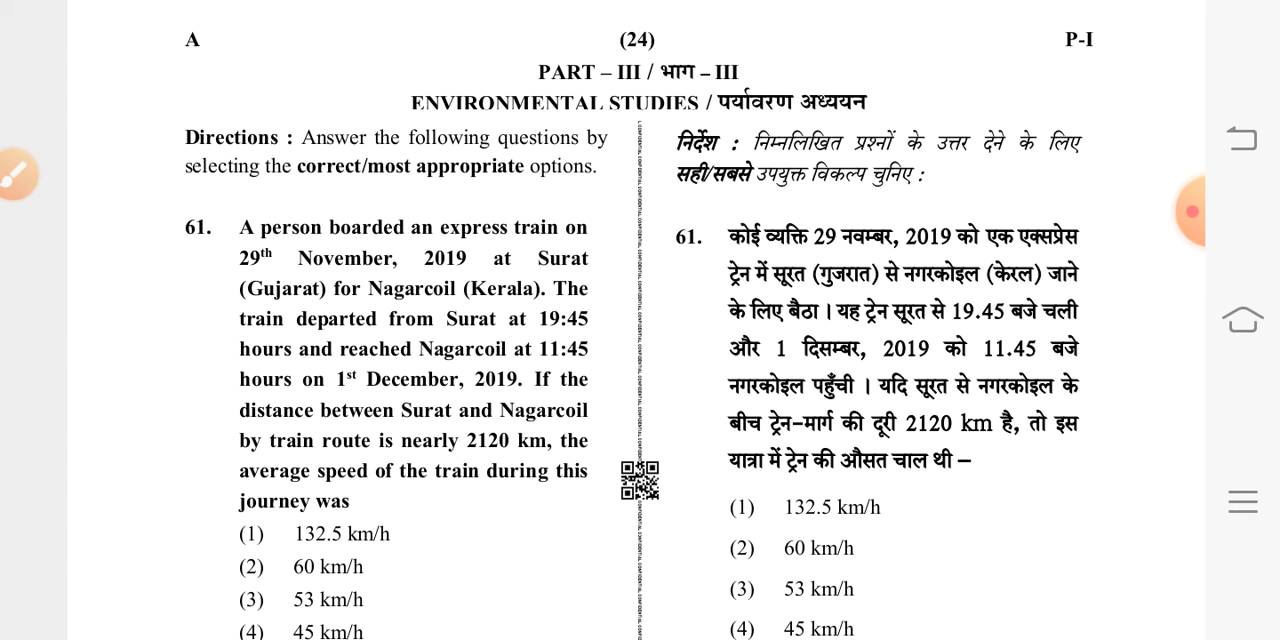 A
(24)
P-I
PART – III / भाग – III
ENVIRONMENTAL STUDIES / पर्यावरण अध्ययन
Directions : Answer the following questions by
selecting the correct/most appropriate options.
61. A person boarded an express train on
29th November, 2019 at Surat
(Gujarat) for Nagarcoil (Kerala). The
train departed from Surat at 19:45
hours and reached Nagarcoil at 11:45
hours on 1st December, 2019. If the
distance between Surat and Nagarcoil
by train route is nearly 2120 km, the
average speed of the train during this
journey was
(1) 132.5 km/h
(2) 60 km/h
(3) 53 km/h
(4) 45 km/h
निर्देश : निम्नलिखित प्रश्नों के उत्तर देने के लिए
सही/सबसे उपयुक्त विकल्प चुनिए :
61. कोई व्यक्ति 29 नवम्बर, 2019 को एक एक्सप्रेस
ट्रेन में सूरत (गुजरात) से नगरकोइल (केरल) जाने
के लिए बैठा । यह ट्रेन सूरत से 19.45 बजे चली
और 1 दिसम्बर, 2019 को 11.45 बजे
नगरकोइल पहुँची । यदि सूरत से नगरकोइल के
बीच ट्रेन-मार्ग की दूरी 2120 km है, तो इस
यात्रा में ट्रेन की औसत चाल थी –
(1) 132.5 km/h
(2) 60 km/h
(3) 53 km/h
(4) 45 km/h